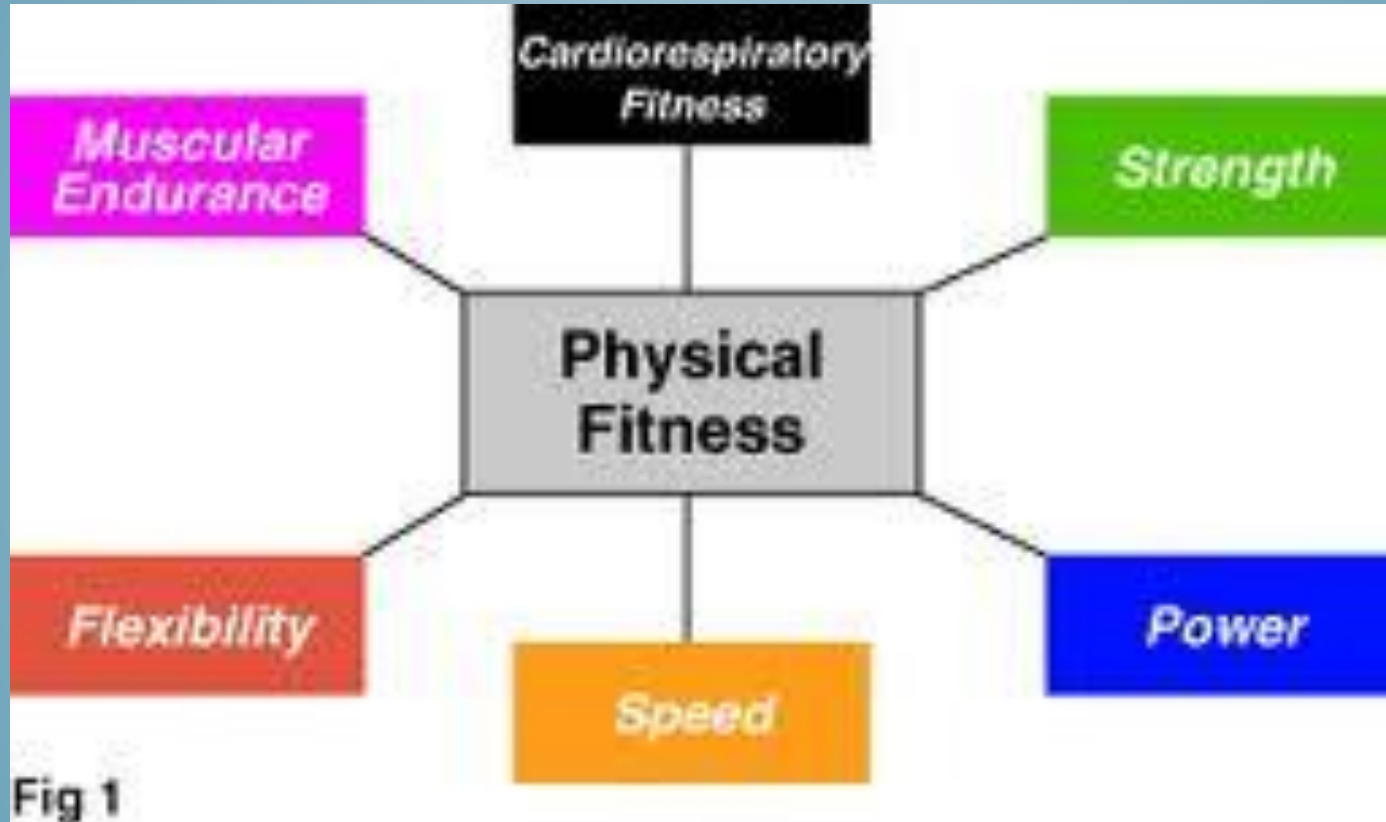 Cardiorespiratory
Fitness
Muscular
Endurance
Strength
Physical
Fitness
Flexibility
Speed
Power
Fig 1